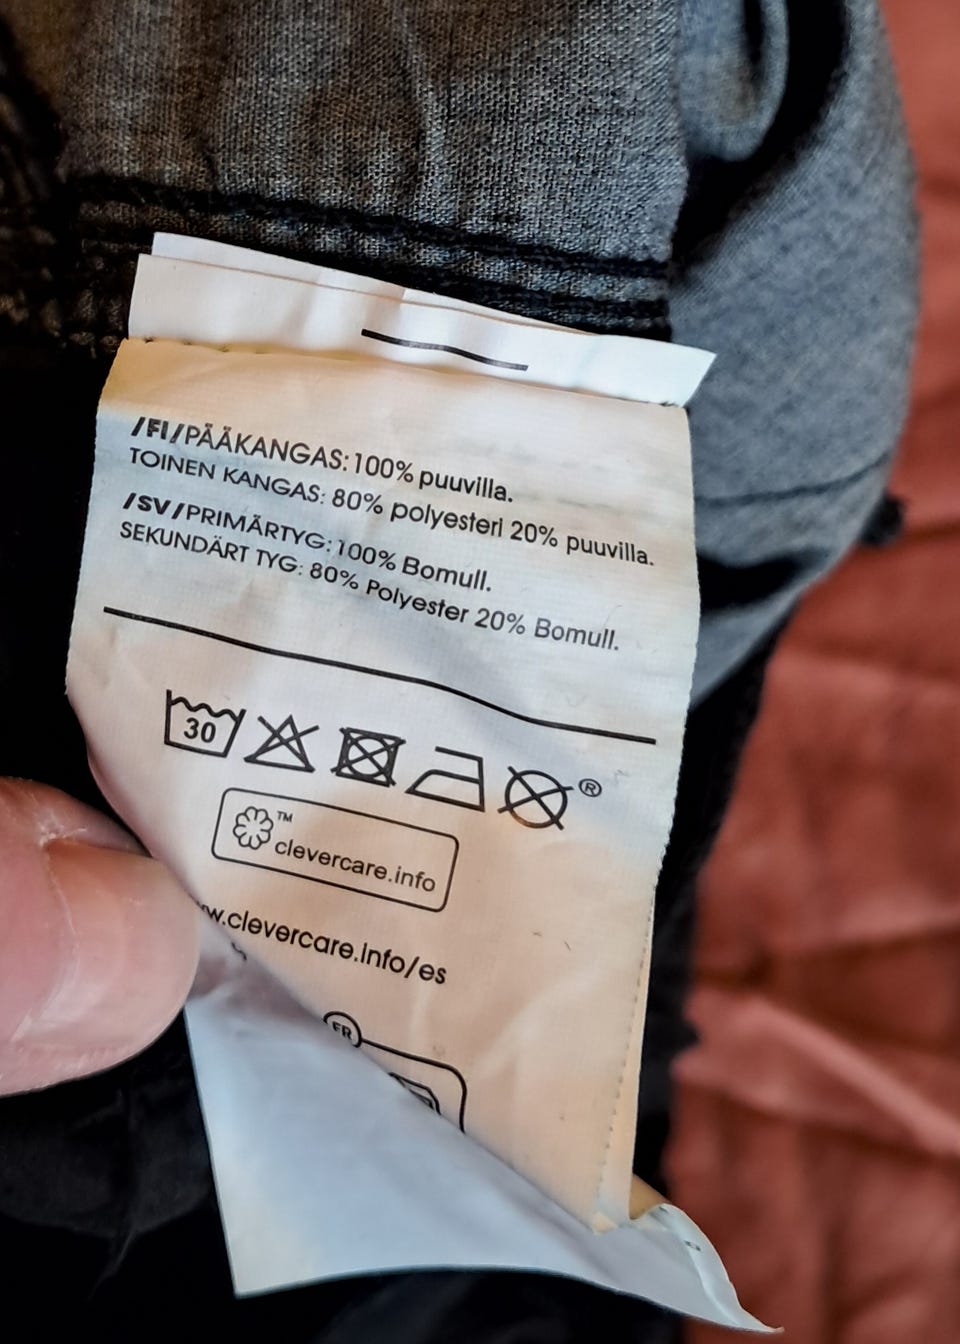 /FI/PÄÄKANGAS:100% puuvilla.
TOINEN KANGAS: 80% polyesteri 20% puuvilla.
/SV/PRIMÄRTYG:100% Bomull.
SEKUNDÄRT TYG: 80% Polyester 20% Bomull.
30
®
™
clevercare.info
w.clevercare.info/es
FR